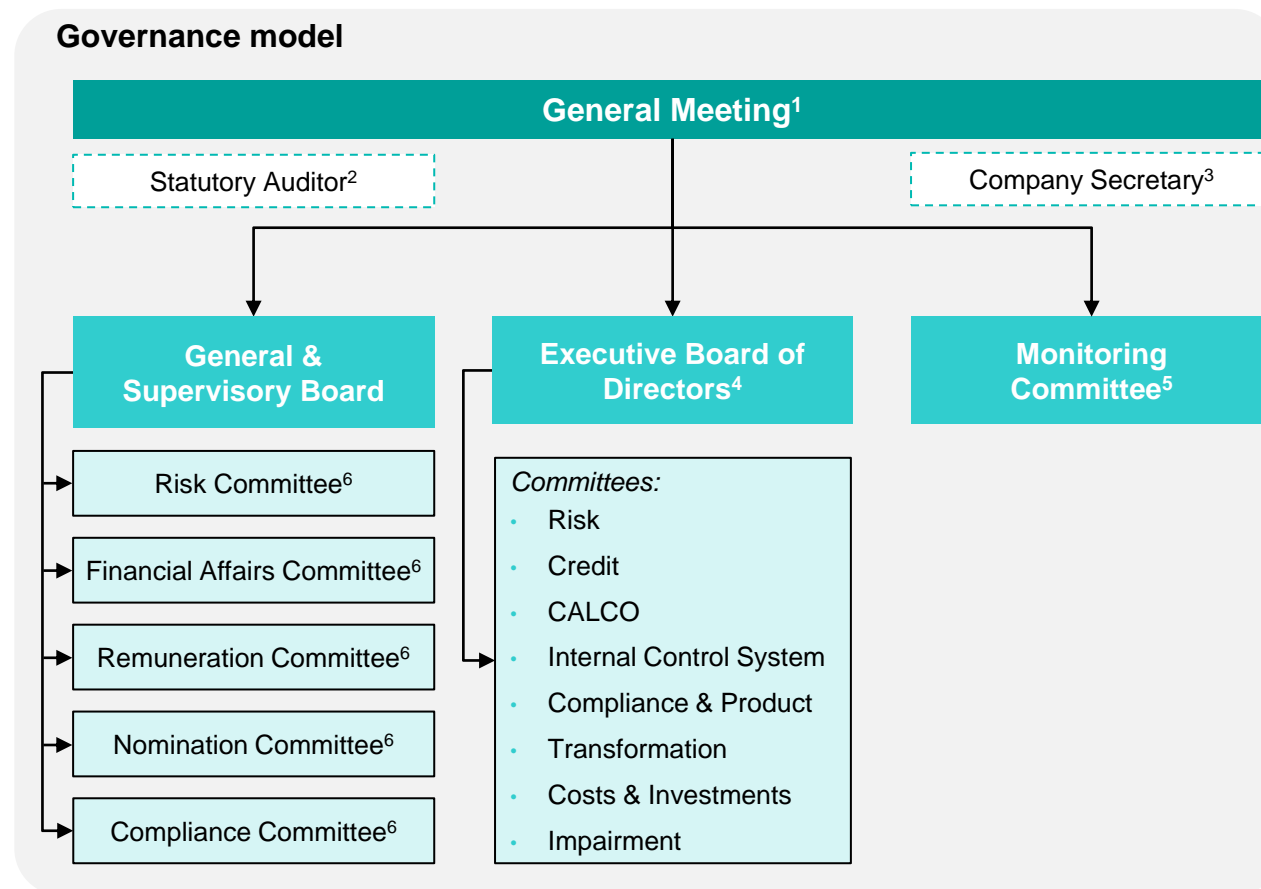 Governance model
General Meeting¹
Statutory Auditor²
Company Secretary³
General &
Supervisory Board
Executive Board of
Directors⁴
Monitoring
Committee⁵
Risk Committee⁶
Financial Affairs Committee⁶
Remuneration Committee⁶
Nomination Committee⁶
Compliance Committee⁶
Committees:
• Risk
• Credit
• CALCO
• Internal Control System
• Compliance & Product
• Transformation
• Costs & Investments
• Impairment